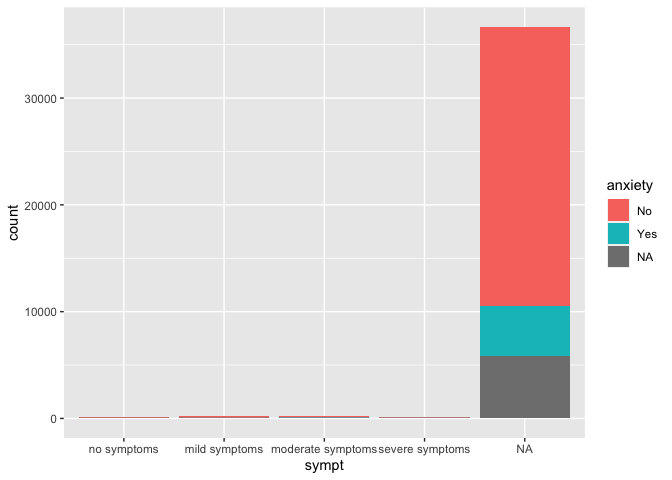 count
30000
20000
10000
0
no symptoms
mild symptoms
moderate symptoms
severe symptoms
NA
sympt
anxiety
No
Yes
NA